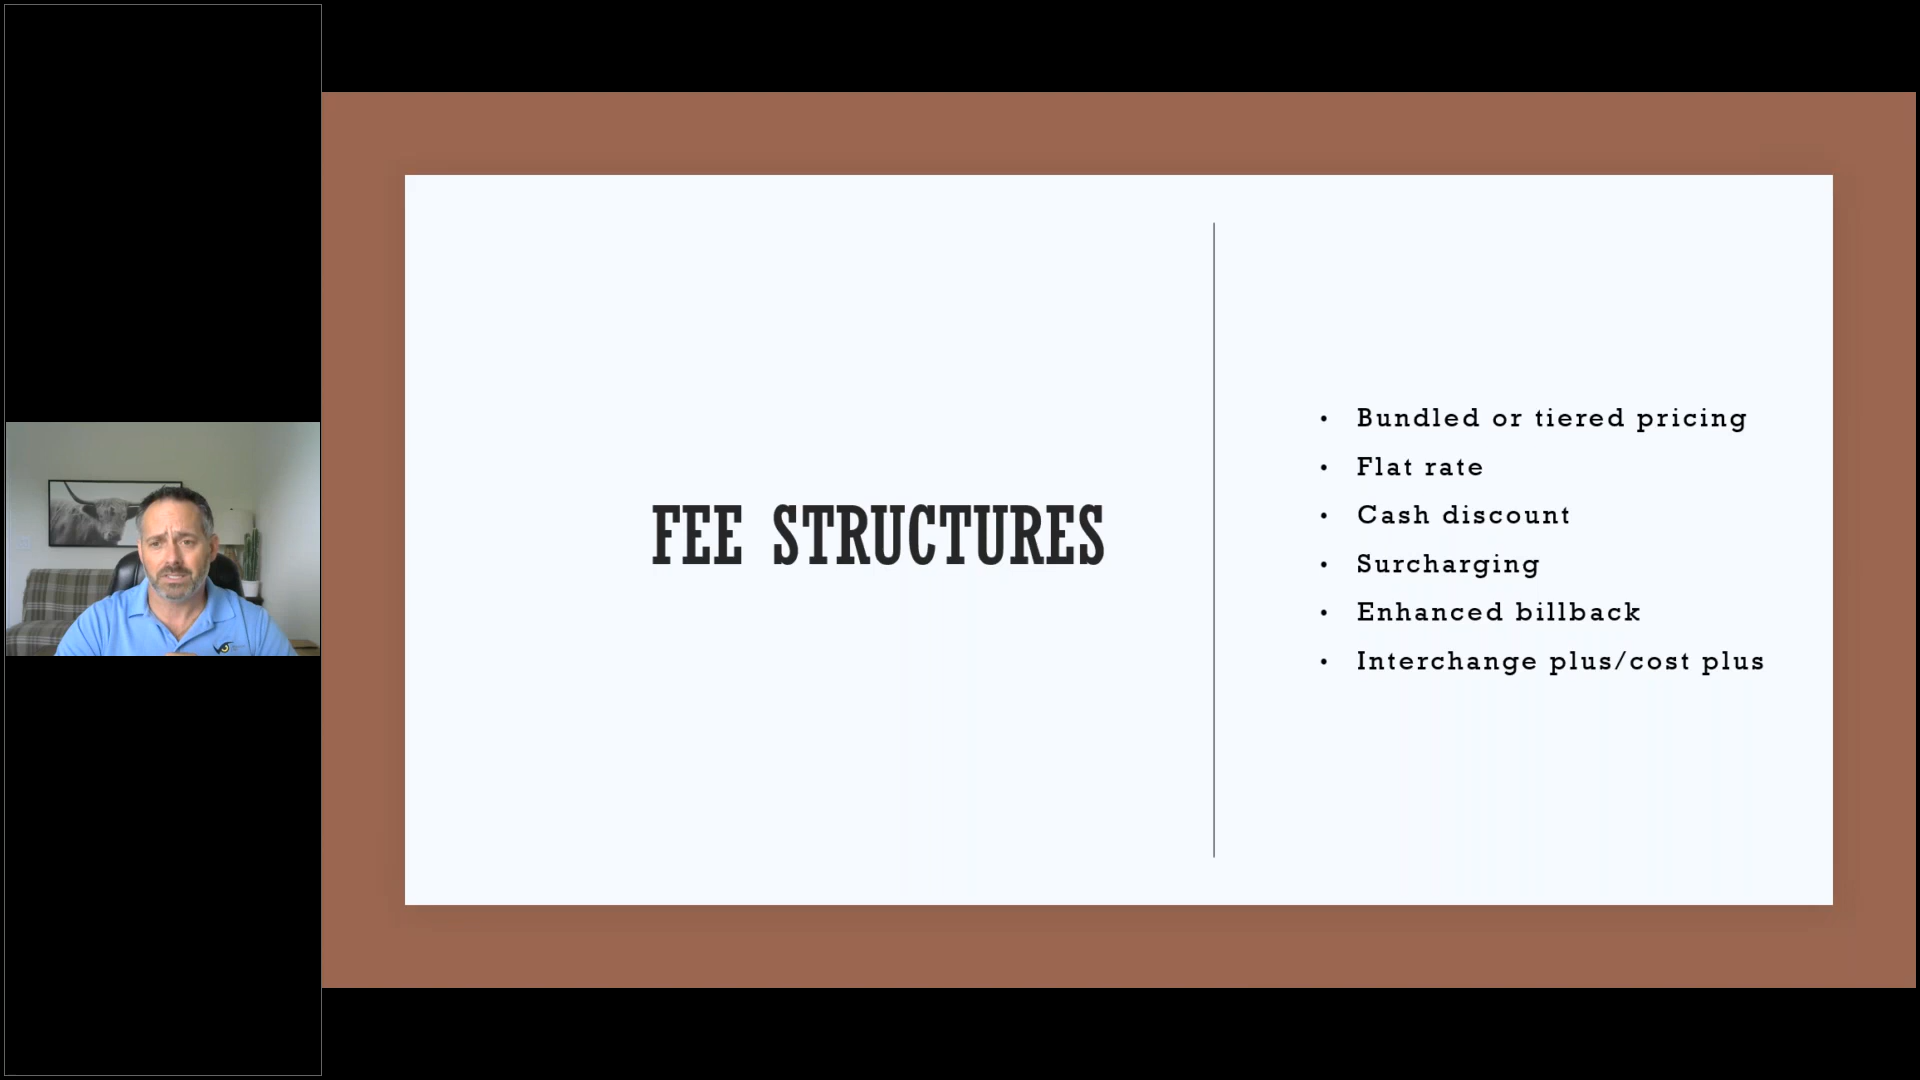 FEE STRUCTURES
• Bundled or tiered pricing
• Flat rate
• Cash discount
• Surcharging
• Enhanced billback
• Interchange plus/cost plus